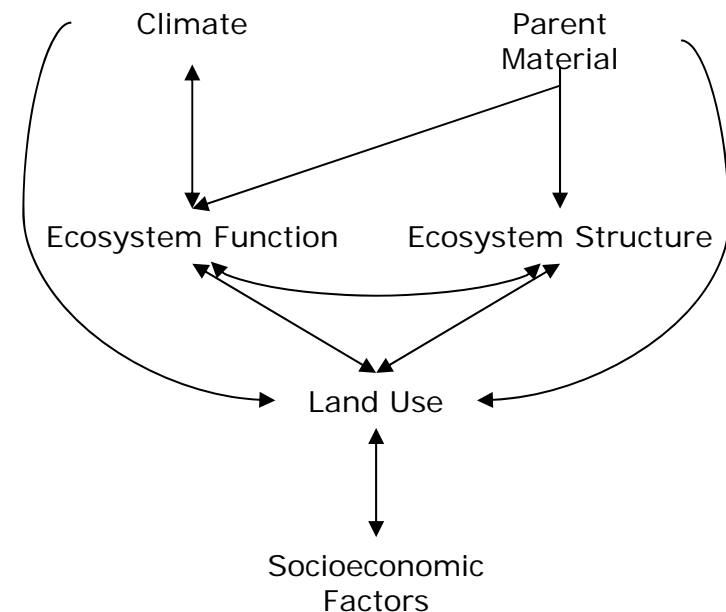 Climate
Parent
Material
Ecosystem Function
Ecosystem Structure
Land Use
Socioeconomic
Factors